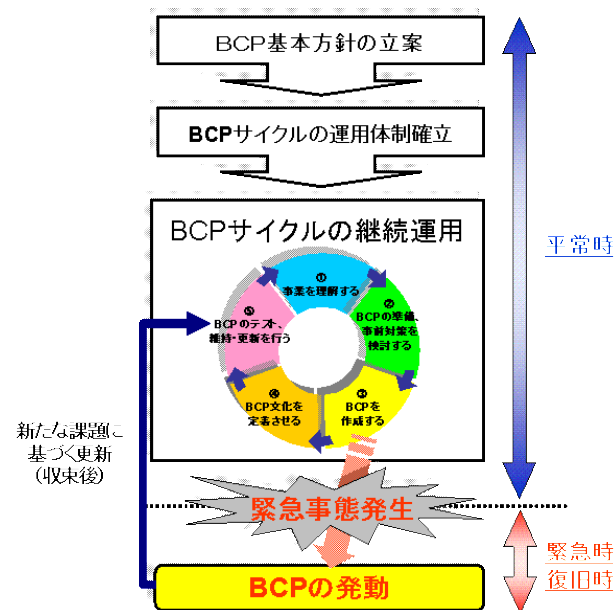 BCP基本方針の立案
BCPサイクルの運用体制確立
BCPサイクルの継続運用
①
事業を理解する
②
BCPの準備、
事前対策を
検討する
③
BCPを
作成する
④
BCP文化を
定着させる
⑤
BCPのテスト、
維持・更新を行う
平常時
新たな課題に
基づく更新
(収束後)
緊急事態発生
緊急時
復旧時
BCPの発動